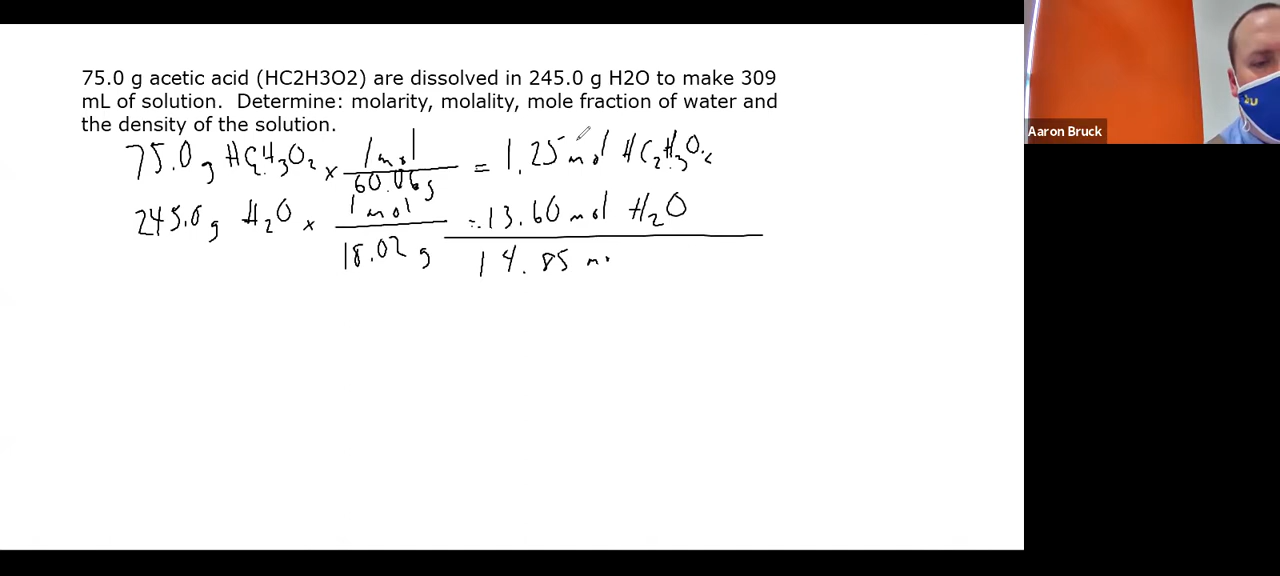 75.0 g acetic acid (HC2H3O2) are dissolved in 245.0 g H2O to make 309
mL of solution. Determine: molarity, molality, mole fraction of water and
the density of the solution.
75.0 g HC2H3O2 x 1 mol / 60.06 g = 1.25 mol HC2H3O2
245.0 g H2O x 1 mol / 18.02 g = 13.60 mol H2O
14.85 m
Aaron Bruck